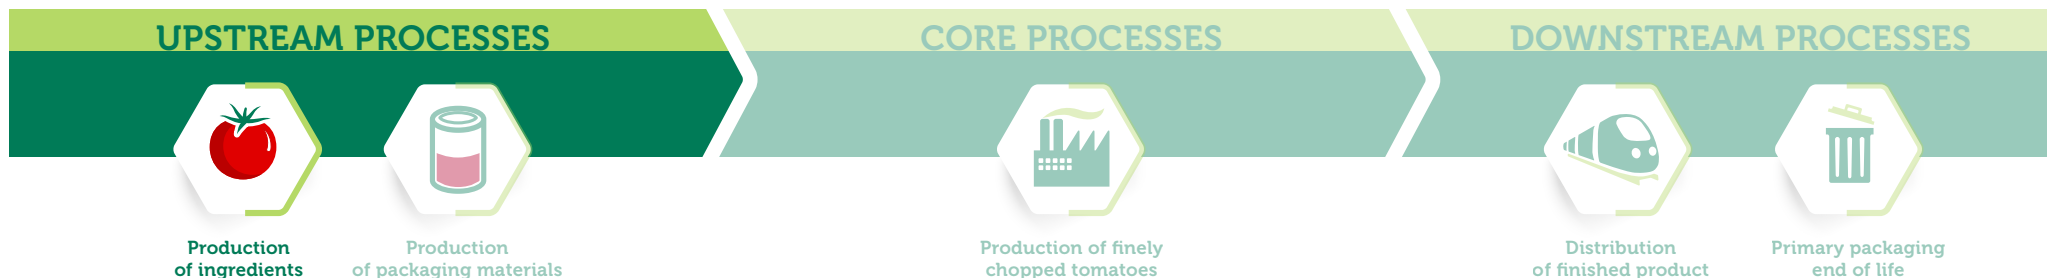 UPSTREAM PROCESSES
CORE PROCESSES
DOWNSTREAM PROCESSES
Production
of ingredients
Production
of packaging materials
Production of finely
chopped tomatoes
Distribution
of finished product
Primary packaging
end of life